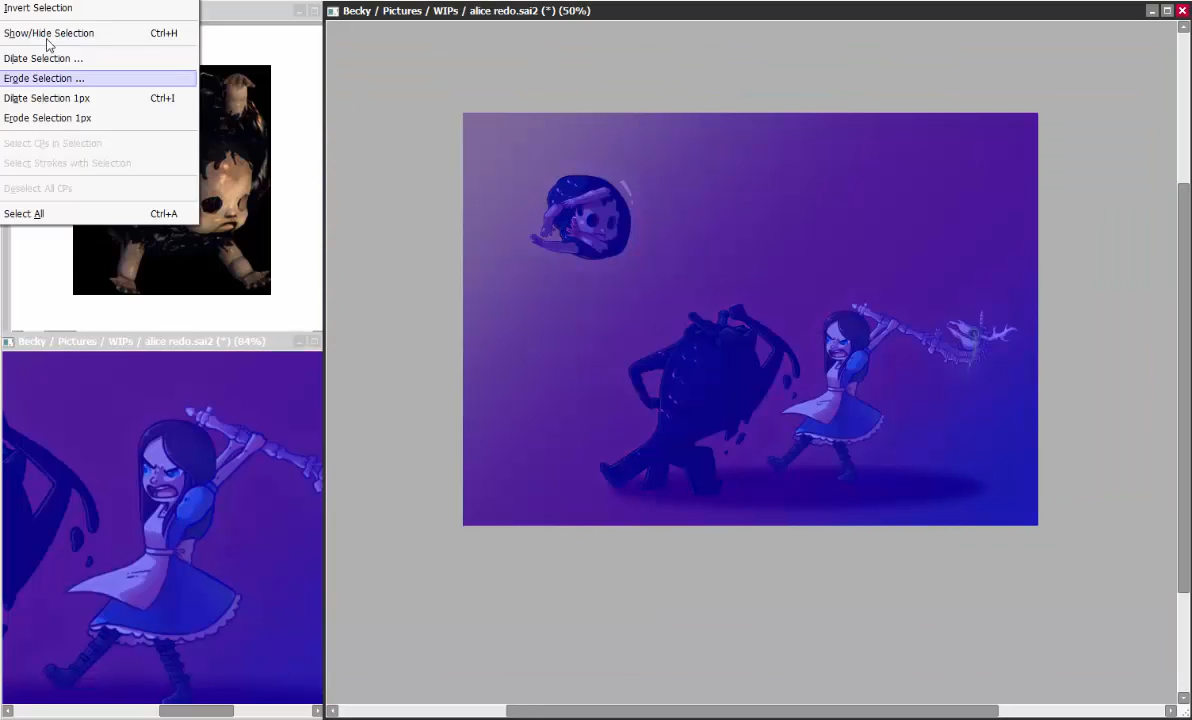 Invert Selection
Show/Hide Selection Ctrl+H
Dilate Selection ...
Erode Selection ...
Dilate Selection 1px Ctrl+I
Erode Selection 1px
Select CPs in Selection
Select Strokes with Selection
Deselect All CPs
Select All Ctrl+A
Becky / Pictures / WIPs / alice redo.sai2 (*) (50%)
Becky / Pictures / WIPs / alice redo.sai2 (*) (84%)